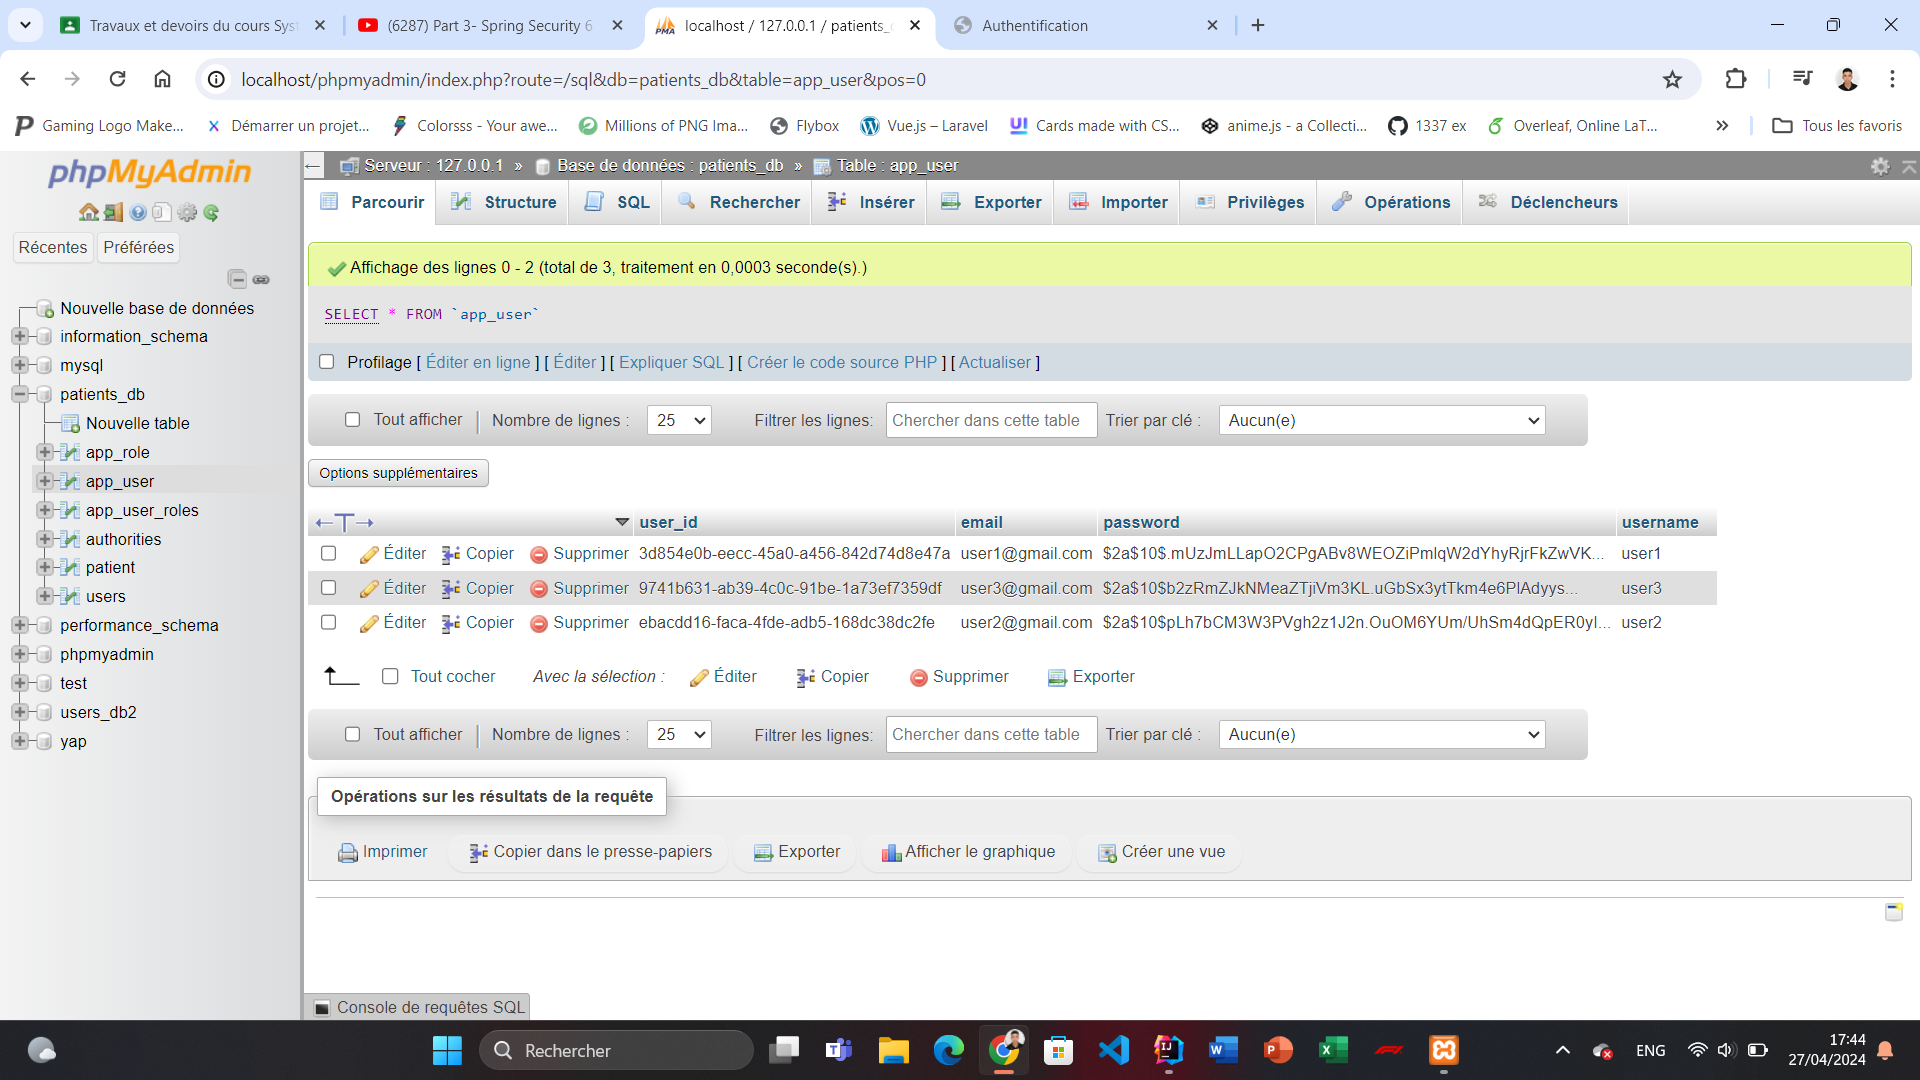 Travaux et devoirs du cours Syst
(6287) Part 3- Spring Security 6
localhost / 127.0.0.1 / patients_d
Authentification
localhost/phpmyadmin/index.php?route=/sql&db=patients_db&table=app_user&pos=0
Gaming Logo Make...
Démarrer un projet...
Colorsss - Your awe...
Millions of PNG Ima...
Flybox
Vue.js – Laravel
Cards made with CS...
anime.js - a Collecti...
1337 ex
Overleaf, Online LaT...
Tous les favoris
phpMyAdmin
Récentes Préférées
Nouvelle base de données
information_schema
mysql
patients_db
Nouvelle table
app_role
app_user
app_user_roles
authorities
patient
users
performance_schema
phpmyadmin
test
users_db2
yap
Serveur : 127.0.0.1 » Base de données : patients_db » Table : app_user
Parcourir Structure SQL Rechercher Insérer Exporter Importer Privilèges Opérations Déclencheurs
Affichage des lignes 0 - 2 (total de 3, traitement en 0,0003 seconde(s).)
SELECT * FROM `app_user`
Profilage [ Éditer en ligne ] [ Éditer ] [ Expliquer SQL ] [ Créer le code source PHP ] [ Actualiser ]
Tout afficher Nombre de lignes : 25 Filtrer les lignes: Chercher dans cette table Trier par clé : Aucun(e)
Options supplémentaires
user_id email password username
Éditer Copier Supprimer 3d854e0b-eecc-45a0-a456-842d74d8e47a user1@gmail.com $2a$10$.mUzJmLLapO2CPgABv8WEOZiPmlqW2dYhyRjrFkZwVK... user1
Éditer Copier Supprimer 9741b631-ab39-4c0c-91be-1a73ef7359df user3@gmail.com $2a$10$b2zRmZJkNMeaZTjiVm3KL.uGbSx3ytTkm4e6PlAdyys... user3
Éditer Copier Supprimer ebacdd16-faca-4fde-adb5-168dc38dc2fe user2@gmail.com $2a$10$pLh7bCM3W3PVgh2z1J2n.OuOM6YUm/UhSm4dQpER0yI... user2
Tout cocher Avec la sélection : Éditer Copier Supprimer Exporter
Tout afficher Nombre de lignes : 25 Filtrer les lignes: Chercher dans cette table Trier par clé : Aucun(e)
Opérations sur les résultats de la requête
Imprimer Copier dans le presse-papiers Exporter Afficher le graphique Créer une vue
Console de requêtes SQL
Rechercher
ENG
17:44
27/04/2024